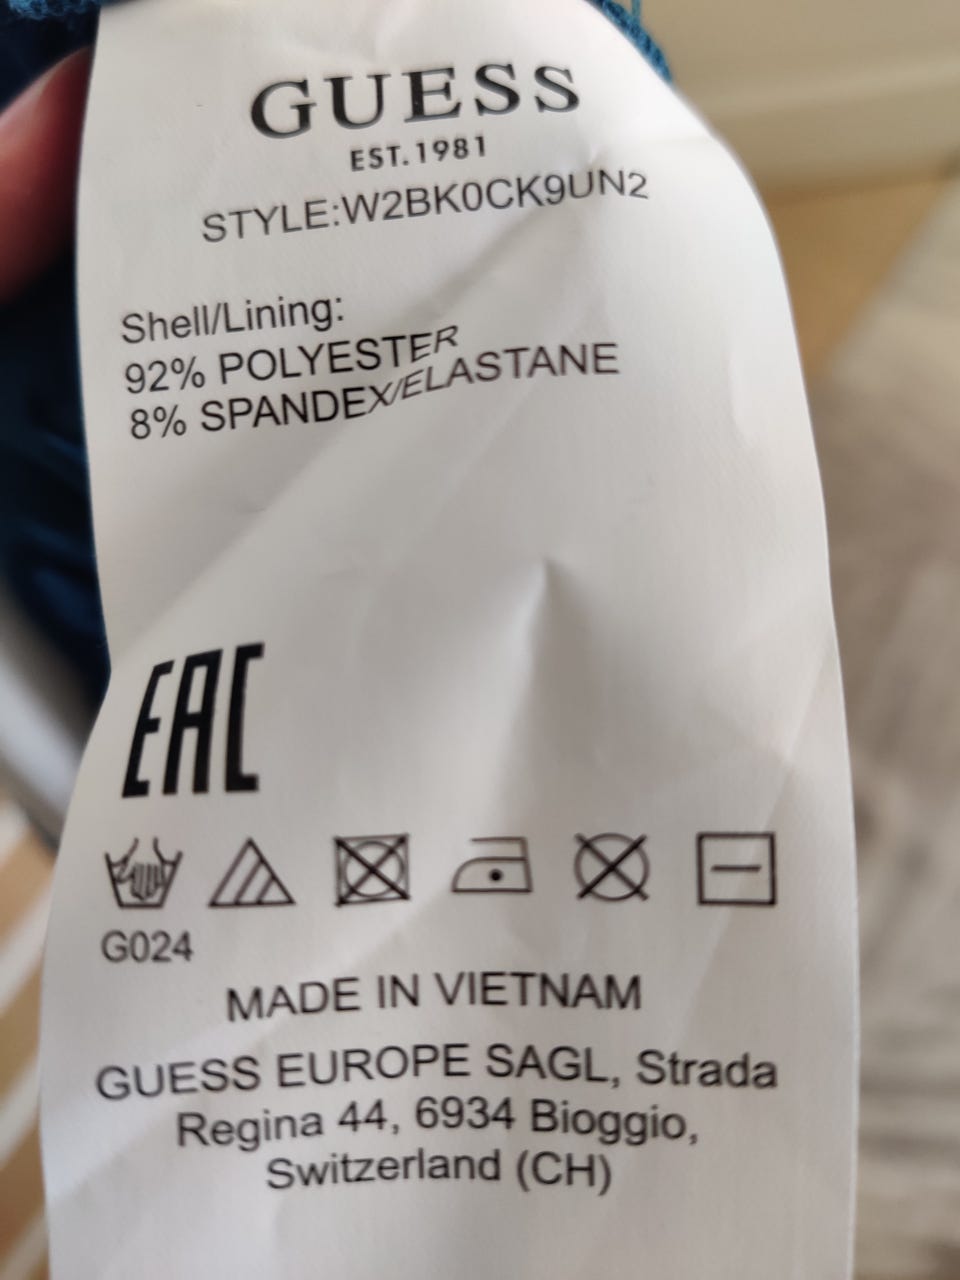 GUESS
EST.1981
STYLE:W2BK0CK9UN2
Shell/Lining:
92% POLYESTER
8% SPANDEX/ELASTANE
EAC
G024
MADE IN VIETNAM
GUESS EUROPE SAGL, Strada
Regina 44, 6934 Bioggio,
Switzerland (CH)